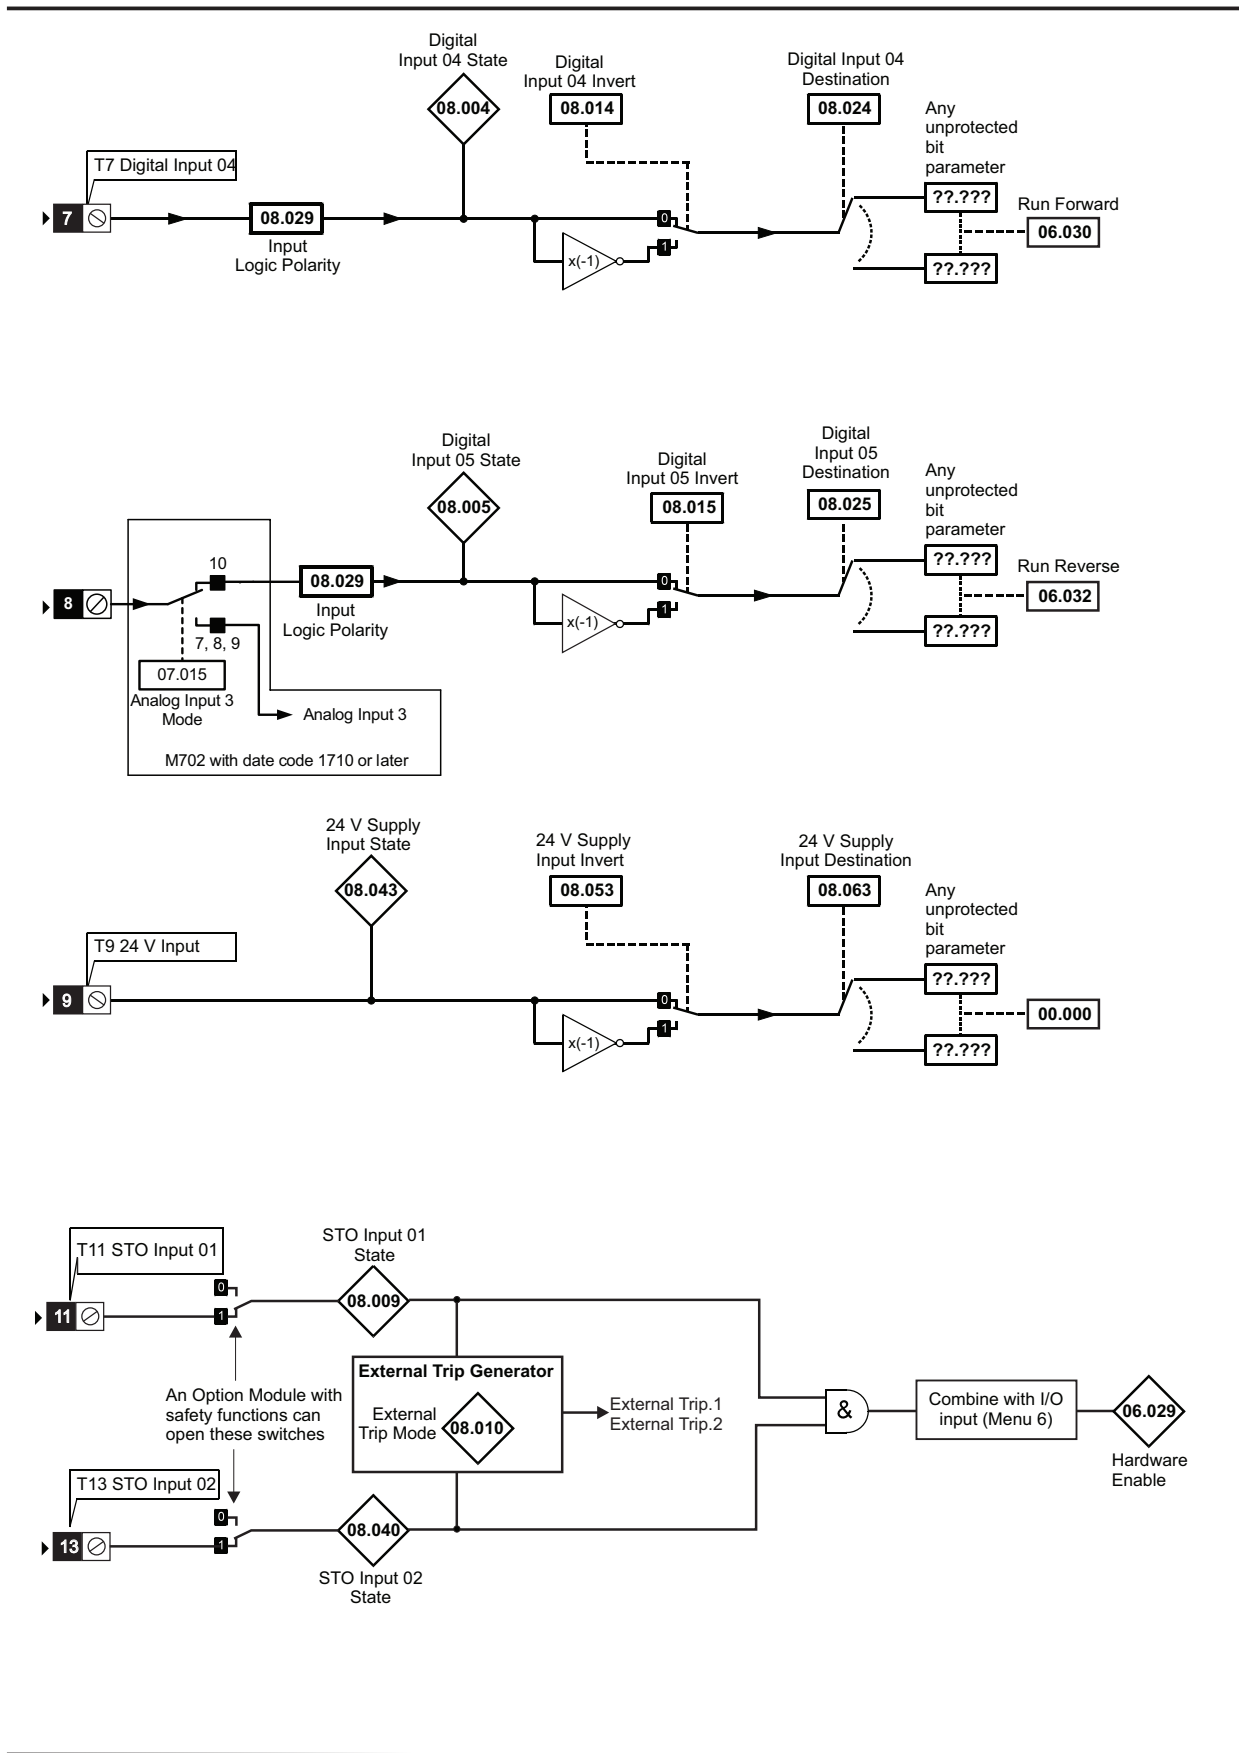 Digital
Input 04 State
08.004
Digital
Input 04 Invert
08.014
Digital Input 04
Destination
08.024
Any
unprotected
bit
parameter
T7 Digital Input 04
7
08.029
Input
Logic Polarity
0
1
x(-1)
??.???
??.???
Run Forward
06.030
Digital
Input 05 State
08.005
Digital
Input 05 Invert
08.015
Digital
Input 05
Destination
08.025
Any
unprotected
bit
parameter
8
10
7, 8, 9
07.015
Analog Input 3
Mode
Analog Input 3
M702 with date code 1710 or later
08.029
Input
Logic Polarity
0
1
x(-1)
??.???
??.???
Run Reverse
06.032
24 V Supply
Input State
08.043
24 V Supply
Input Invert
08.053
24 V Supply
Input Destination
08.063
Any
unprotected
bit
parameter
T9 24 V Input
9
0
1
x(-1)
??.???
??.???
00.000
T11 STO Input 01
11
0
1
STO Input 01
State
08.009
An Option Module with
safety functions can
open these switches
External Trip Generator
External
Trip Mode
08.010
External Trip.1
External Trip.2
&
Combine with I/O
input (Menu 6)
06.029
Hardware
Enable
T13 STO Input 02
13
0
1
08.040
STO Input 02
State